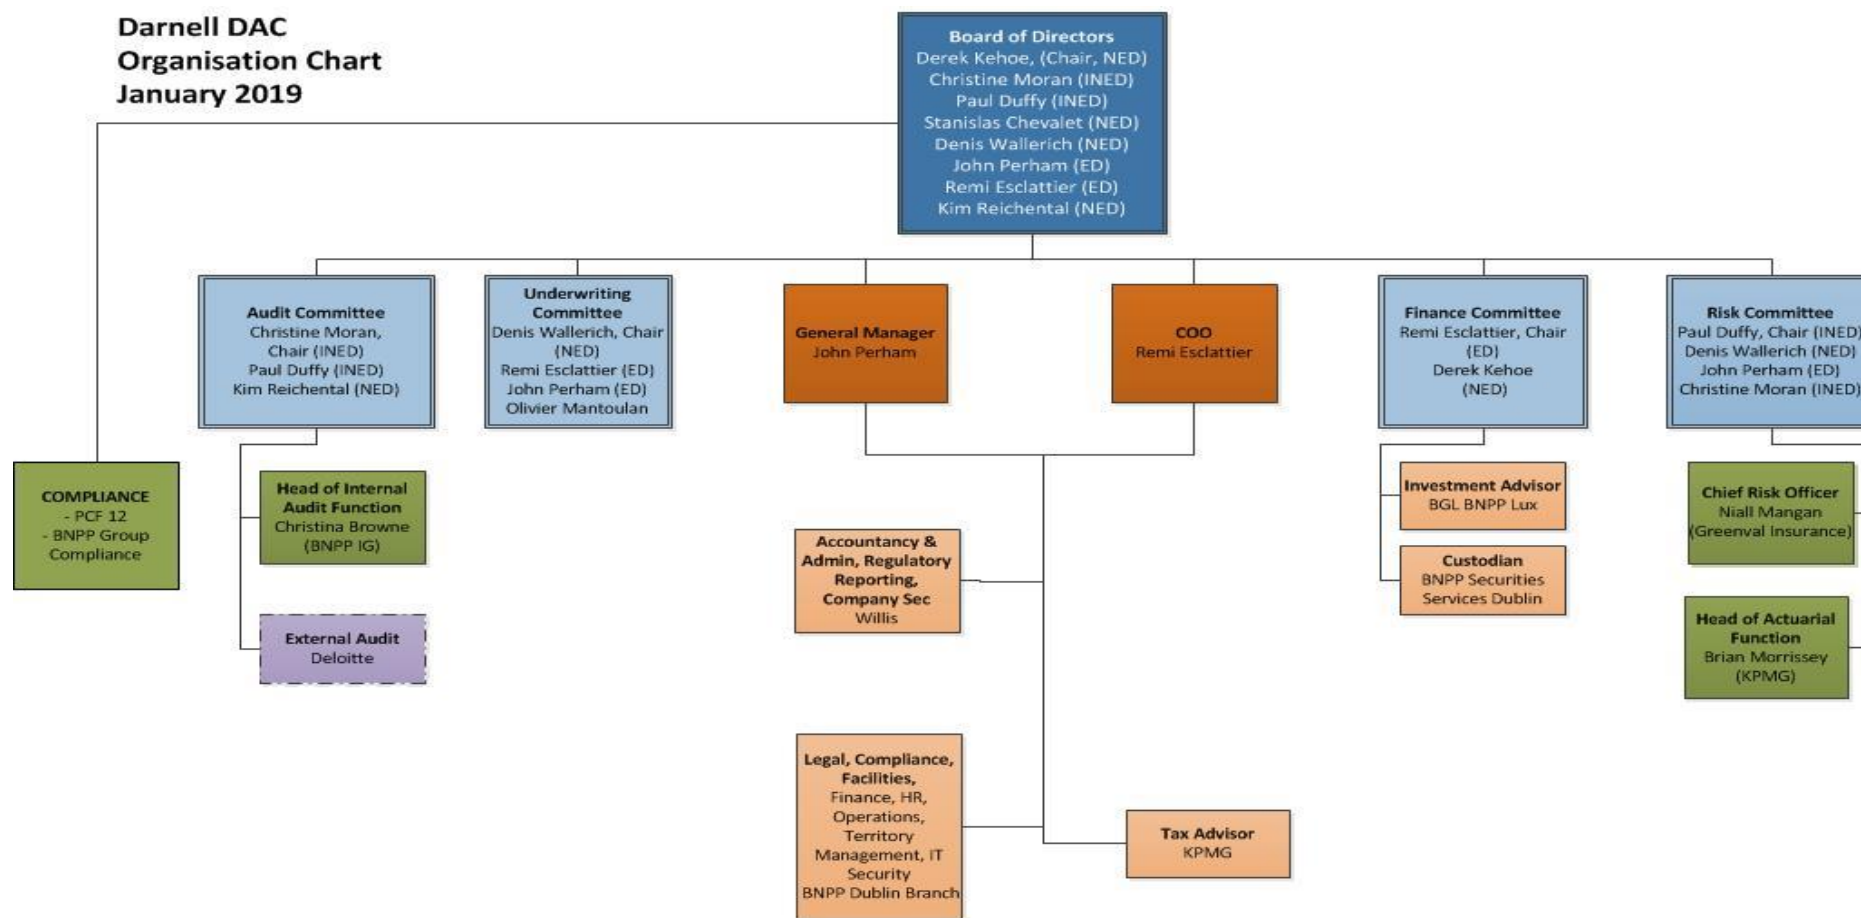 Darnell DAC
Organisation Chart
January 2019
Board of Directors
Derek Kehoe, (Chair, NED)
Christine Moran (INED)
Paul Duffy (INED)
Stanislas Chevalet (NED)
Denis Wallerich (NED)
John Perham (ED)
Remi Esclattier (ED)
Kim Reichental (NED)
Audit Committee
Christine Moran,
Chair (INED)
Paul Duffy (INED)
Kim Reichental (NED)
Underwriting
Committee
Denis Wallerich, Chair
(NED)
Remi Esclattier (ED)
John Perham (ED)
Olivier Mantoulan
General Manager
John Perham
COO
Remi Esclattier
Finance Committee
Remi Esclattier, Chair
(ED)
Derek Kehoe
(NED)
Risk Committee
Paul Duffy, Chair (INED)
Denis Wallerich (NED)
John Perham (ED)
Christine Moran (INED)
COMPLIANCE
- PCF 12
- BNPP Group
Compliance
Head of Internal
Audit Function
Christina Browne
(BNPP IG)
External Audit
Deloitte
Accountancy &
Admin, Regulatory
Reporting,
Company Sec
Willis
Legal, Compliance,
Facilities,
Finance, HR,
Operations,
Territory
Management, IT
Security
BNPP Dublin Branch
Tax Advisor
KPMG
Investment Advisor
BGL BNPP Lux
Custodian
BNPP Securities
Services Dublin
Chief Risk Officer
Niall Mangan
(Greenval Insurance)
Head of Actuarial
Function
Brian Morrissey
(KPMG)